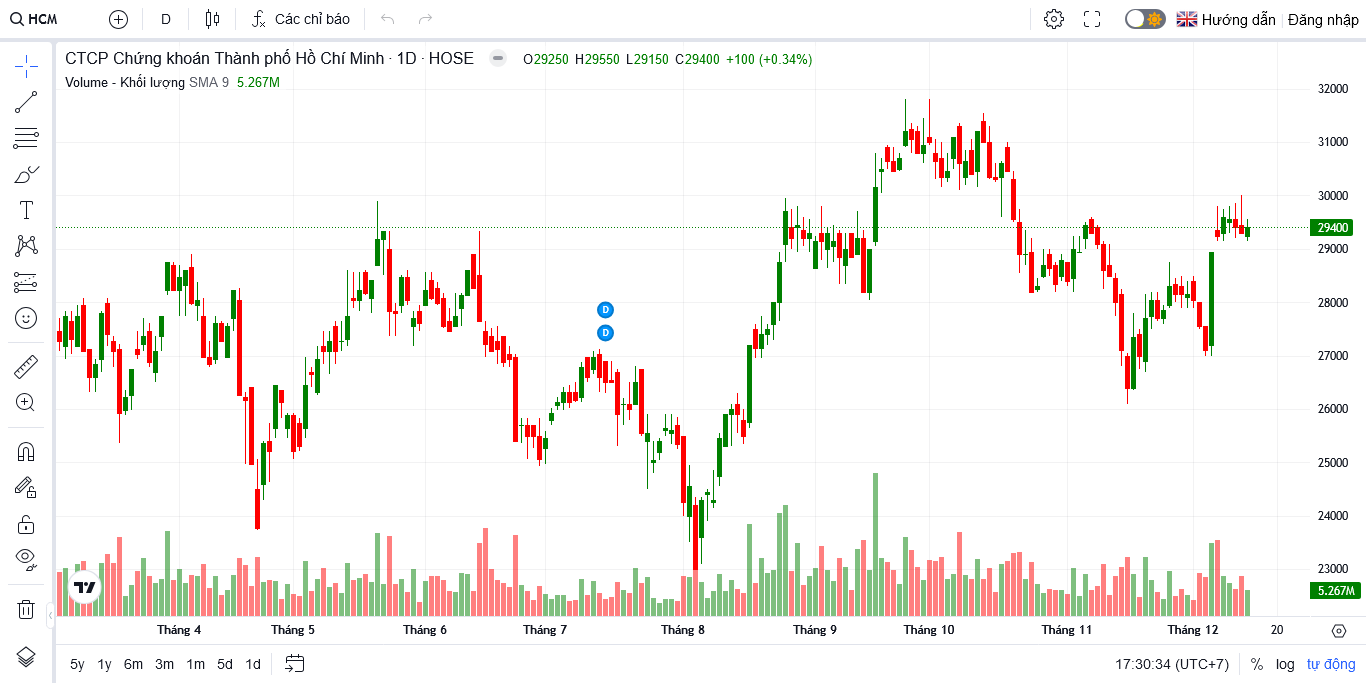 HCM D Các chỉ báo Hướng dẫn Đăng nhập
CTCP Chứng khoán Thành phố Hồ Chí Minh · 1D · HOSE O29250 H29550 L29150 C29400 +100 (+0.34%)
Volume - Khối lượng SMA 9 5.267M
32000
31000
30000
29400
29000
28000
D
D
27000
26000
25000
24000
23000
5.267M
Tháng 4 Tháng 5 Tháng 6 Tháng 7 Tháng 8 Tháng 9 Tháng 10 Tháng 11 Tháng 12 20
5y 1y 6m 3m 1m 5d 1d 17:30:34 (UTC+7) % log tự động